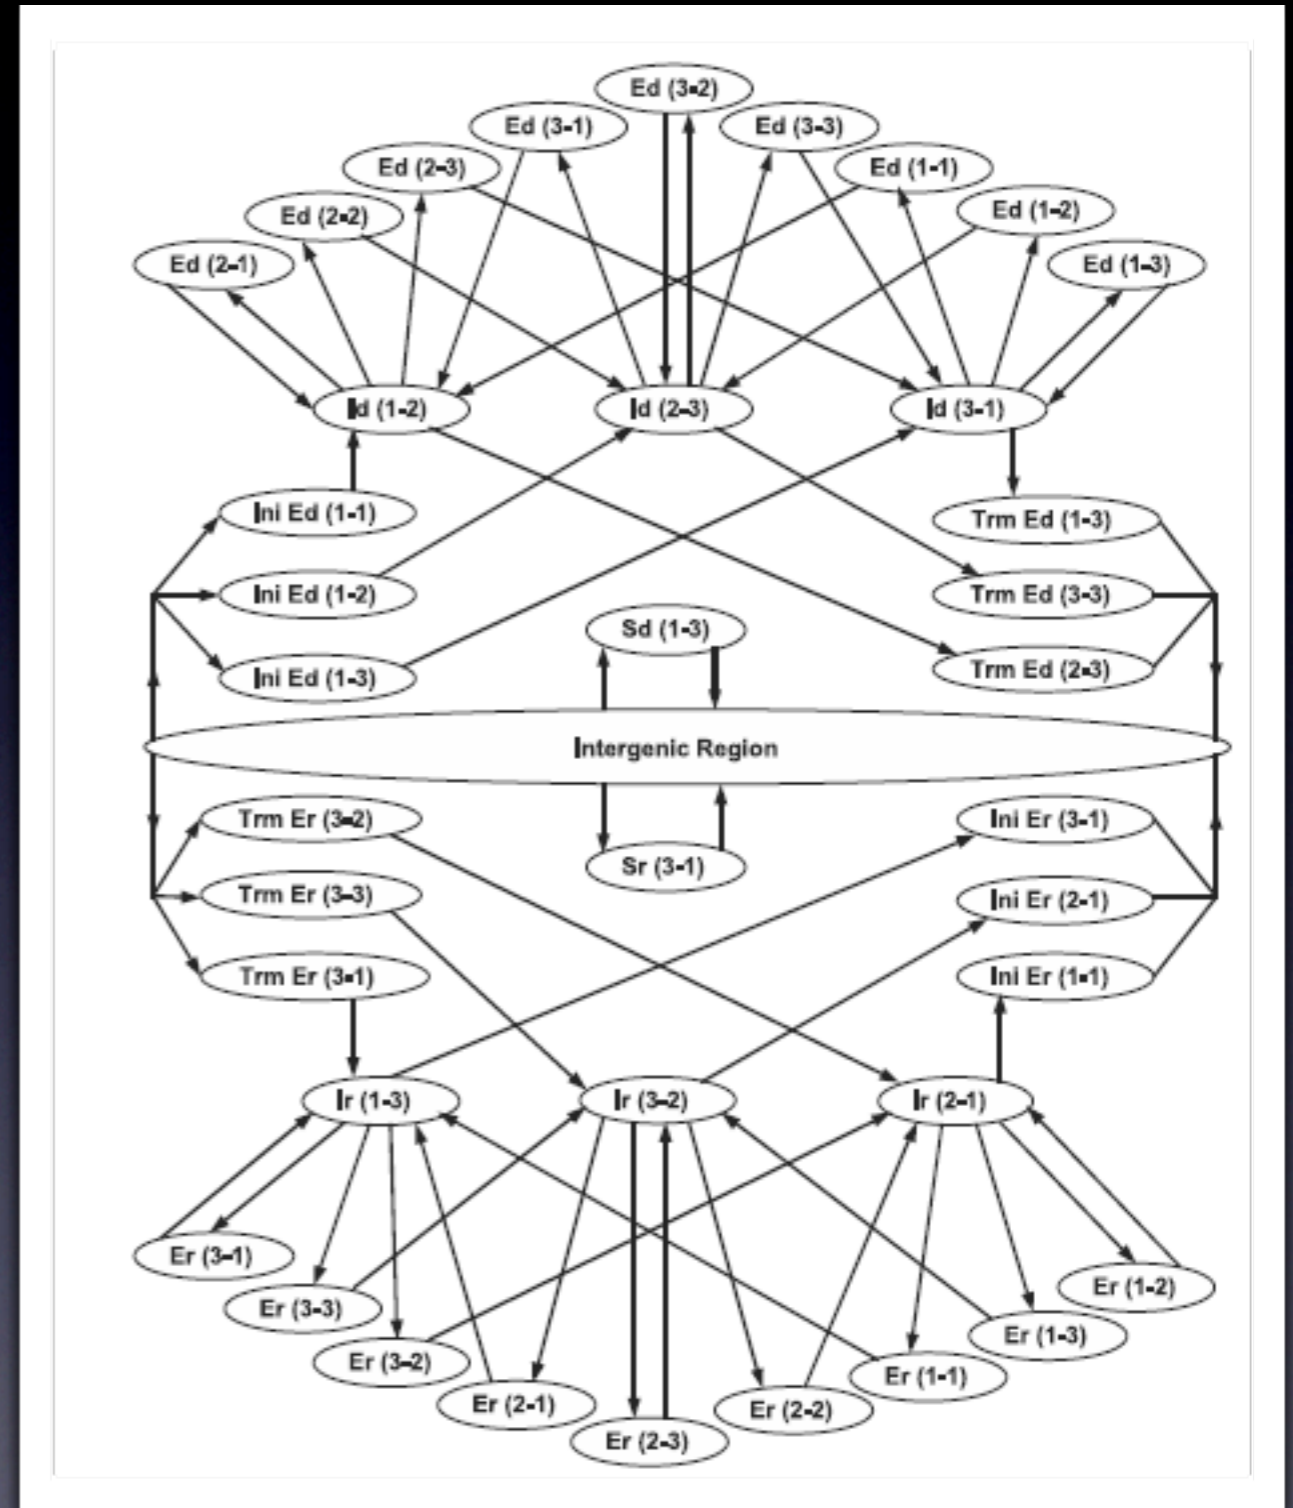 Ed (3-2)
Ed (3-1)
Ed (3-3)
Ed (2-3)
Ed (1-1)
Ed (2-2)
Ed (1-2)
Ed (2-1)
Ed (1-3)
Id (1-2)
Id (2-3)
Id (3-1)
Ini Ed (1-1)
Trm Ed (1-3)
Ini Ed (1-2)
Trm Ed (3-3)
Sd (1-3)
Ini Ed (1-3)
Trm Ed (2-3)
Intergenic Region
Trm Er (3-2)
Ini Er (3-1)
Sr (3-1)
Trm Er (3-3)
Ini Er (2-1)
Trm Er (3-1)
Ini Er (1-1)
Ir (1-3)
Ir (3-2)
Ir (2-1)
Er (3-1)
Er (1-2)
Er (3-3)
Er (1-3)
Er (3-2)
Er (1-1)
Er (2-1)
Er (2-2)
Er (2-3)